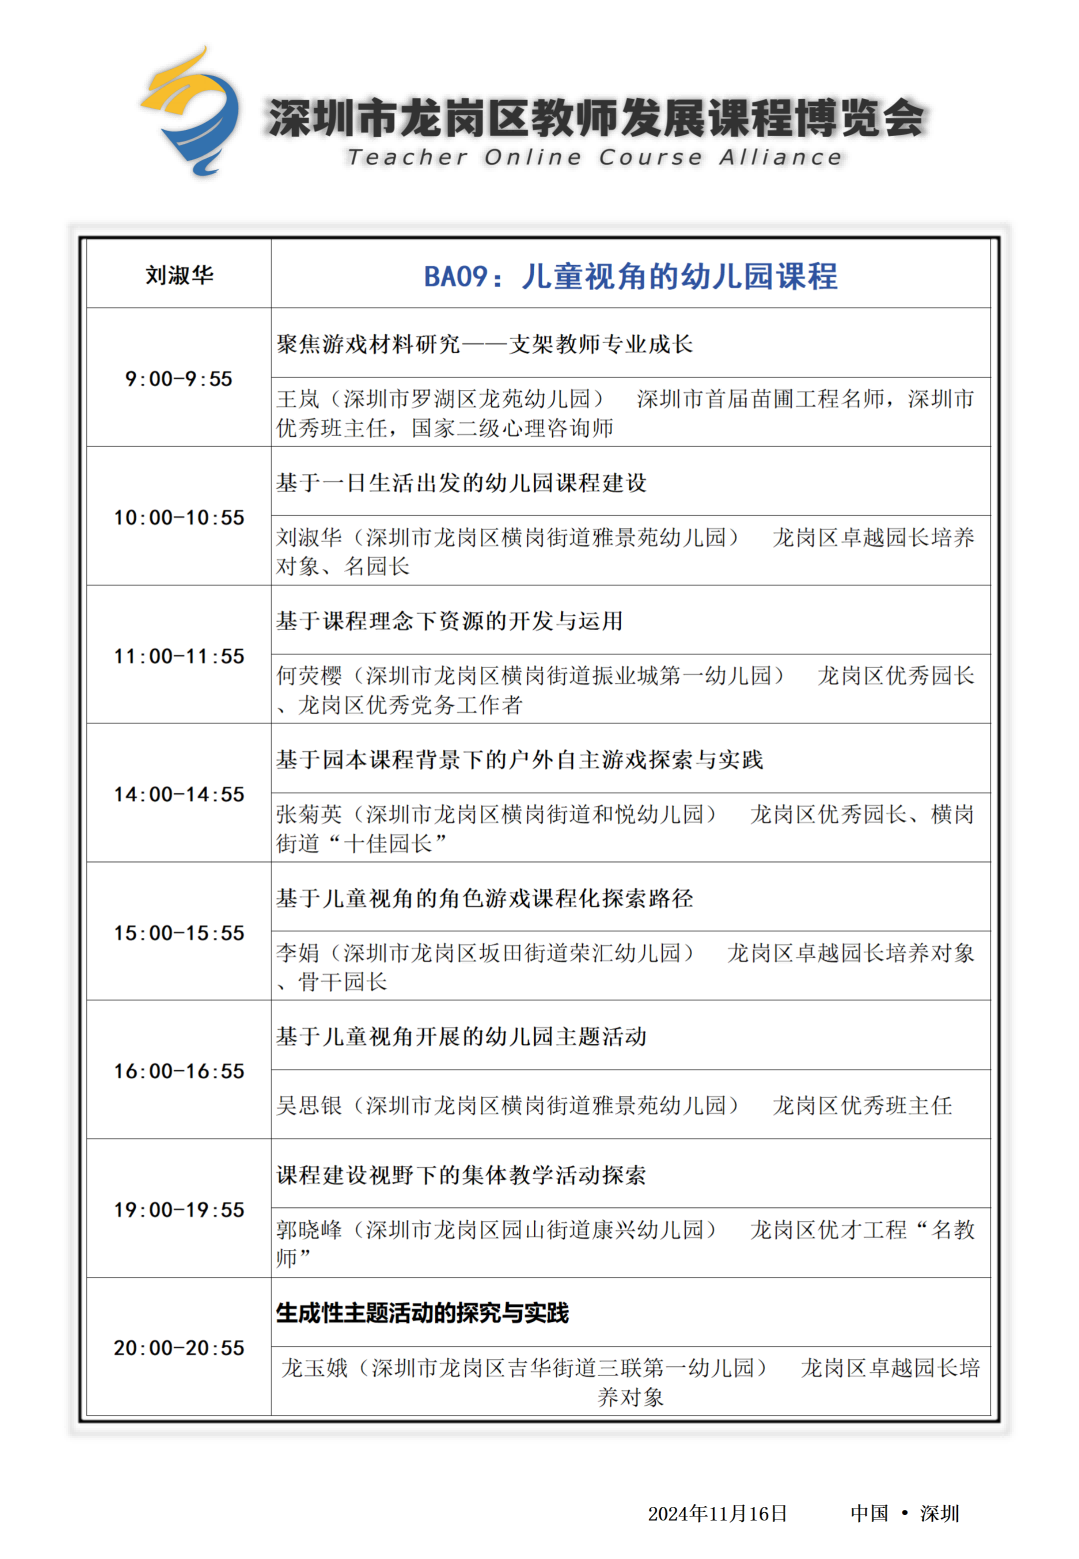 深圳市龙岗区教师发展课程博览会
Teacher Online Course Alliance
刘淑华
BA09：儿童视角的幼儿园课程
9:00-9:55
聚焦游戏材料研究——支架教师专业成长
王岚（深圳市罗湖区龙苑幼儿园） 深圳市首届苗圃工程名师，深圳市
优秀班主任，国家二级心理咨询师
10:00-10:55
基于一日生活出发的幼儿园课程建设
刘淑华（深圳市龙岗区横岗街道雅景苑幼儿园） 龙岗区卓越园长培养
对象、名园长
11:00-11:55
基于课程理念下资源的开发与运用
何荧樱（深圳市龙岗区横岗街道振业城第一幼儿园） 龙岗区优秀园长
、龙岗区优秀党务工作者
14:00-14:55
基于园本课程背景下的户外自主游戏探索与实践
张菊英（深圳市龙岗区横岗街道和悦幼儿园） 龙岗区优秀园长、横岗
街道“十佳园长”
15:00-15:55
基于儿童视角的角色游戏课程化探索路径
李娟（深圳市龙岗区坂田街道荣汇幼儿园） 龙岗区卓越园长培养对象
、骨干园长
16:00-16:55
基于儿童视角开展的幼儿园主题活动
吴思银（深圳市龙岗区横岗街道雅景苑幼儿园） 龙岗区优秀班主任
19:00-19:55
课程建设视野下的集体教学活动探索
郭晓峰（深圳市龙岗区园山街道康兴幼儿园） 龙岗区优才工程“名教
师”
20:00-20:55
生成性主题活动的探究与实践
龙玉娥（深圳市龙岗区吉华街道三联第一幼儿园） 龙岗区卓越园长培
养对象
2024年11月16日 中国 • 深圳